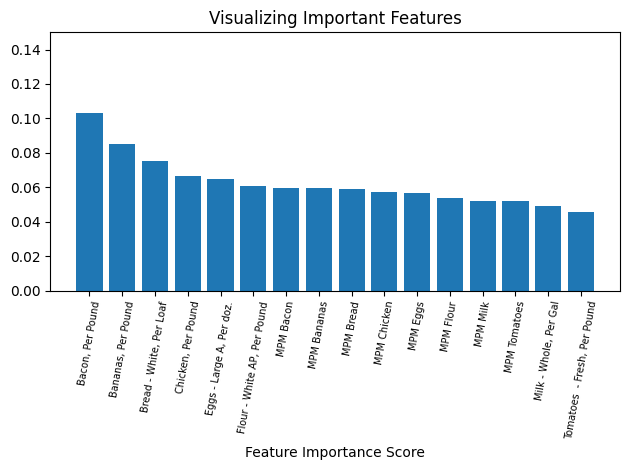 Visualizing Important Features
0.14
0.12
0.10
0.08
0.06
0.04
0.02
0.00
Bacon, Per Pound
Bananas, Per Pound
Bread - White, Per Loaf
Chicken, Per Pound
Eggs - Large A, Per doz.
Flour - White AP, Per Pound
MPM Bacon
MPM Bananas
MPM Bread
MPM Chicken
MPM Eggs
MPM Flour
MPM Milk
MPM Tomatoes
Milk - Whole, Per Gal
Tomatoes  - Fresh, Per Pound
Feature Importance Score